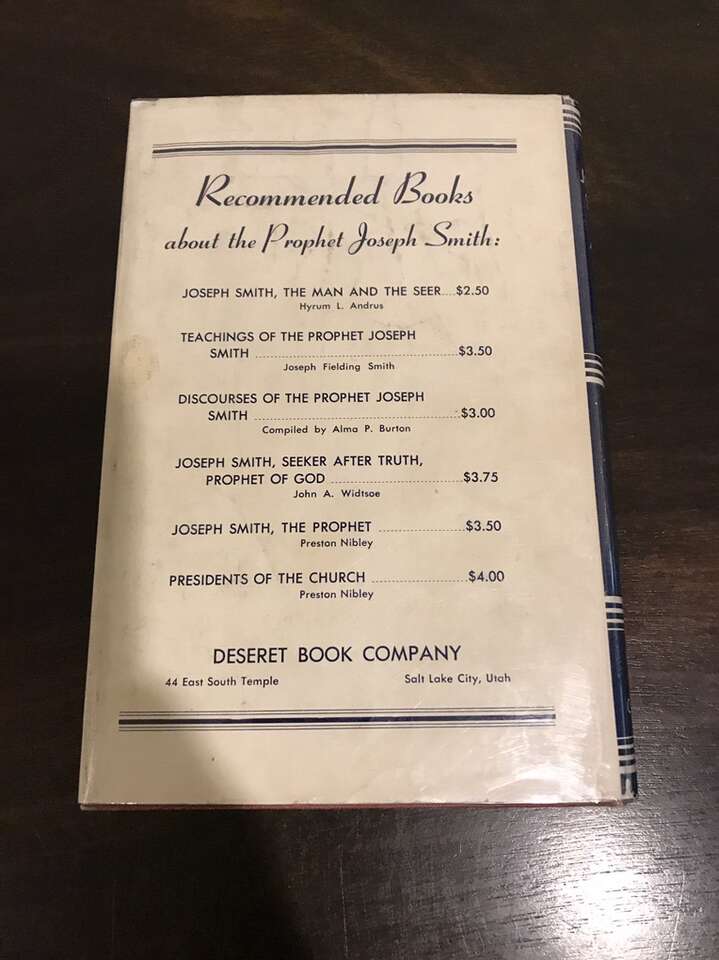 Recommended Books
about the Prophet Joseph Smith:
JOSEPH SMITH, THE MAN AND THE SEER....$2.50
Hyrum L. Andrus
TEACHINGS OF THE PROPHET JOSEPH
SMITH ........................................................$3.50
Joseph Fielding Smith
DISCOURSES OF THE PROPHET JOSEPH
SMITH ........................................................$3.00
Compiled by Alma P. Burton
JOSEPH SMITH, SEEKER AFTER TRUTH,
PROPHET OF GOD ....................................$3.75
John A. Widtsoe
JOSEPH SMITH, THE PROPHET ........................$3.50
Preston Nibley
PRESIDENTS OF THE CHURCH ..........................$4.00
Preston Nibley
DESERET BOOK COMPANY
44 East South Temple Salt Lake City, Utah